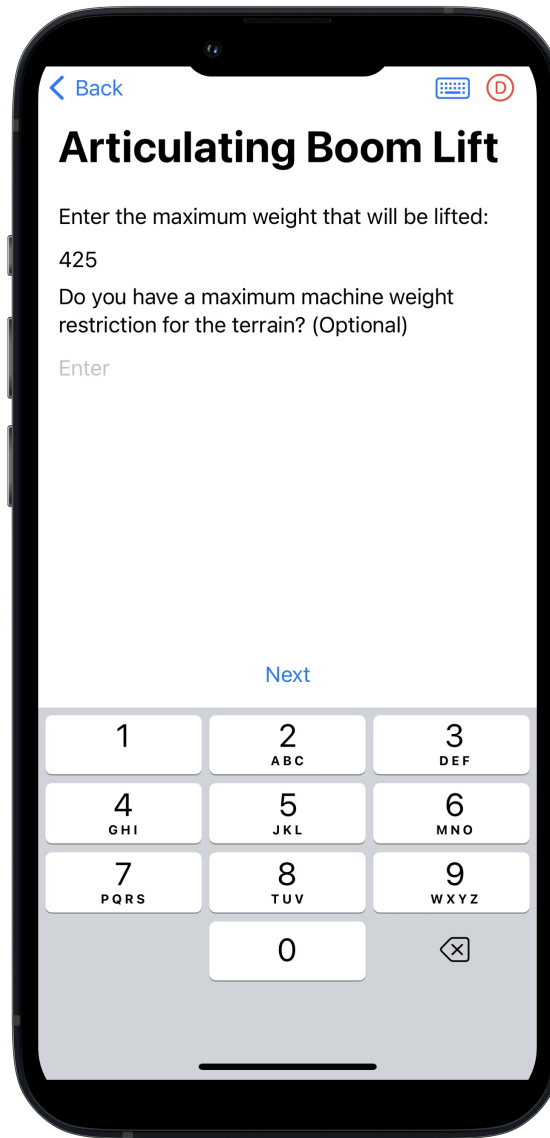 Back
D
Articulating Boom Lift
Enter the maximum weight that will be lifted:
425
Do you have a maximum machine weight
restriction for the terrain? (Optional)
Enter
Next
1
2
ABC
3
DEF
4
GHI
5
JKL
6
MNO
7
PQRS
8
TUV
9
WXYZ
0